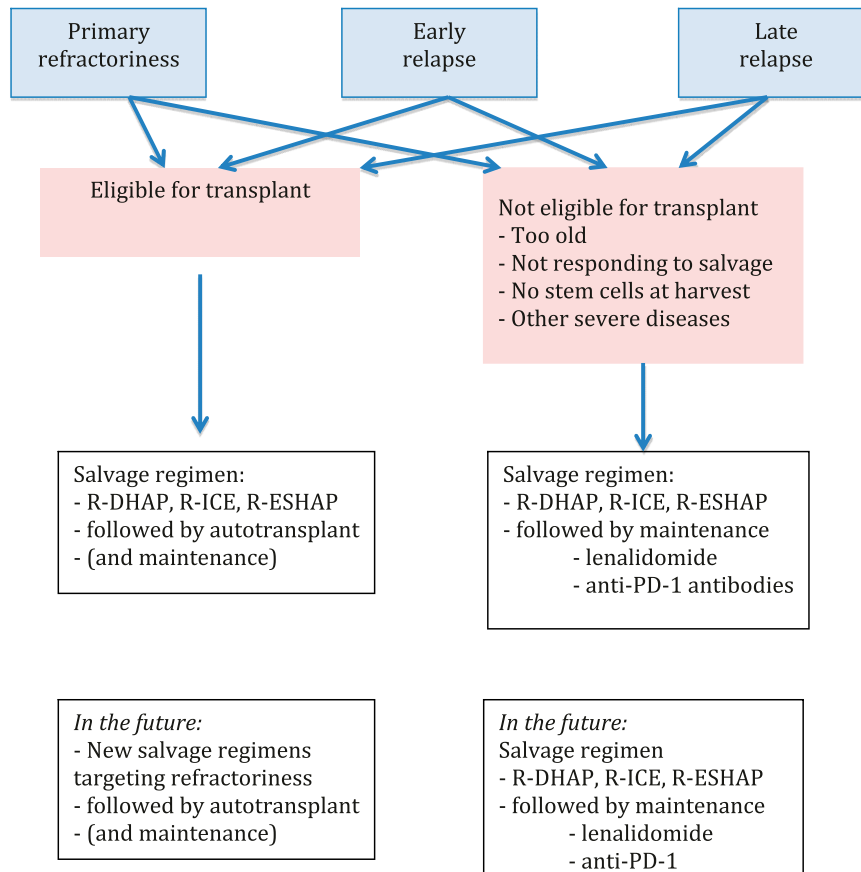 Primary
refractoriness
Early
relapse
Late
relapse
Eligible for transplant
Not eligible for transplant
- Too old
- Not responding to salvage
- No stem cells at harvest
- Other severe diseases
Salvage regimen:
- R-DHAP, R-ICE, R-ESHAP
- followed by autotransplant
- (and maintenance)
Salvage regimen:
- R-DHAP, R-ICE, R-ESHAP
- followed by maintenance
- lenalidomide
- anti-PD-1 antibodies
In the future:
- New salvage regimens
targeting refractoriness
- followed by autotransplant
- (and maintenance)
In the future:
Salvage regimen
- R-DHAP, R-ICE, R-ESHAP
- followed by maintenance
- lenalidomide
- anti-PD-1